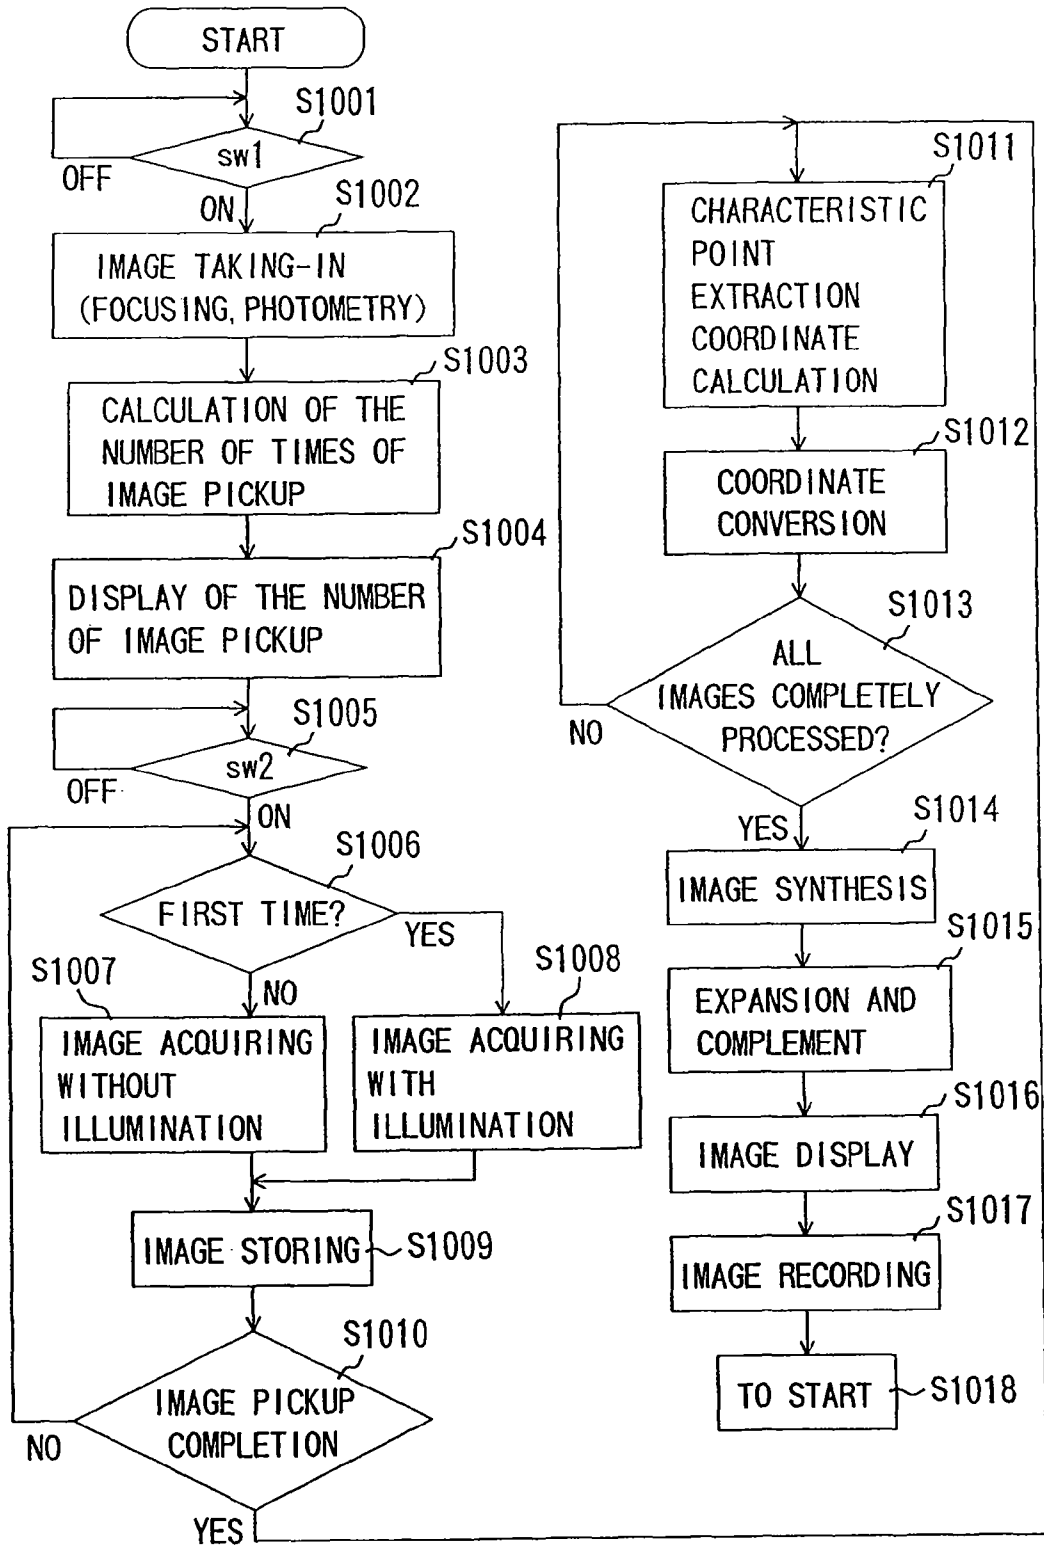 START
S1001
sw1
OFF
ON
S1002
IMAGE TAKING-IN
(FOCUSING, PHOTOMETRY)
S1003
CALCULATION OF THE
NUMBER OF TIMES OF
IMAGE PICKUP
S1004
DISPLAY OF THE NUMBER
OF IMAGE PICKUP
S1005
sw2
OFF
ON
S1006
FIRST TIME?
YES
NO
S1007
IMAGE ACQUIRING
WITHOUT
ILLUMINATION
S1008
IMAGE ACQUIRING
WITH
ILLUMINATION
IMAGE STORING
S1009
S1010
IMAGE PICKUP
COMPLETION
NO
YES
S1011
CHARACTERISTIC
POINT
EXTRACTION
COORDINATE
CALCULATION
S1012
COORDINATE
CONVERSION
S1013
ALL
IMAGES COMPLETELY
PROCESSED?
NO
YES
S1014
IMAGE SYNTHESIS
S1015
EXPANSION AND
COMPLEMENT
S1016
IMAGE DISPLAY
S1017
IMAGE RECORDING
TO START
S1018